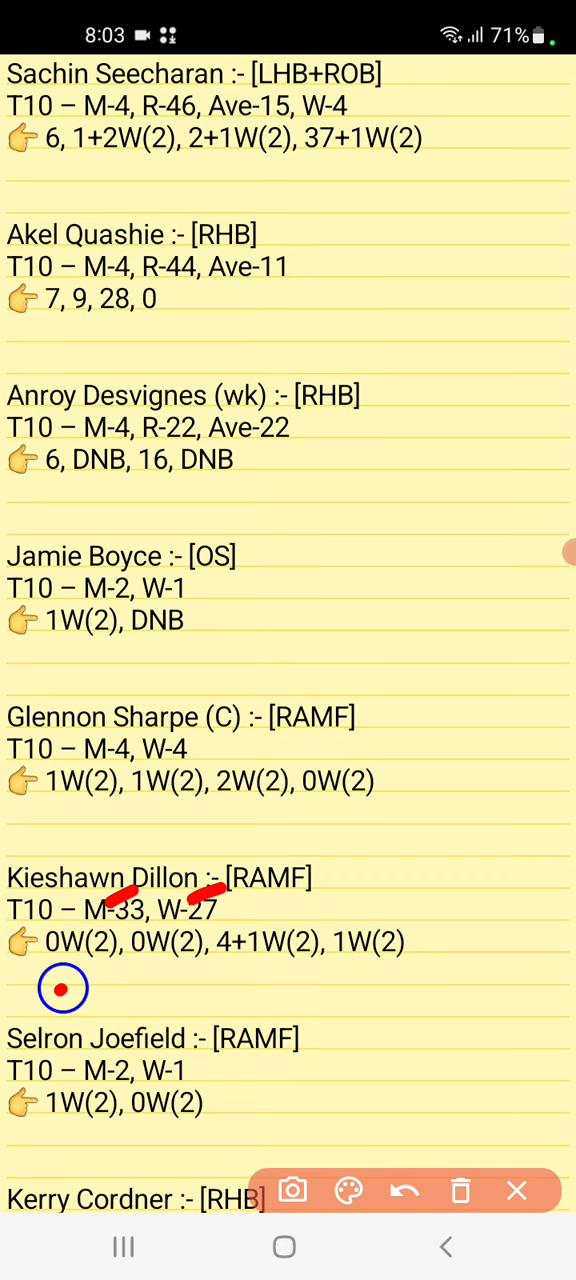 8:03 71%
Sachin Seecharan :- [LHB+ROB]
T10 – M-4, R-46, Ave-15, W-4
👉 6, 1+2W(2), 2+1W(2), 37+1W(2)
Akel Quashie :- [RHB]
T10 – M-4, R-44, Ave-11
👉 7, 9, 28, 0
Anroy Desvignes (wk) :- [RHB]
T10 – M-4, R-22, Ave-22
👉 6, DNB, 16, DNB
Jamie Boyce :- [OS]
T10 – M-2, W-1
👉 1W(2), DNB
Glennon Sharpe (C) :- [RAMF]
T10 – M-4, W-4
👉 1W(2), 1W(2), 2W(2), 0W(2)
Kieshawn Dillon :- [RAMF]
T10 – M-33, W-27
👉 0W(2), 0W(2), 4+1W(2), 1W(2)
Selron Joefield :- [RAMF]
T10 – M-2, W-1
👉 1W(2), 0W(2)
Kerry Cordner :- [RHB]